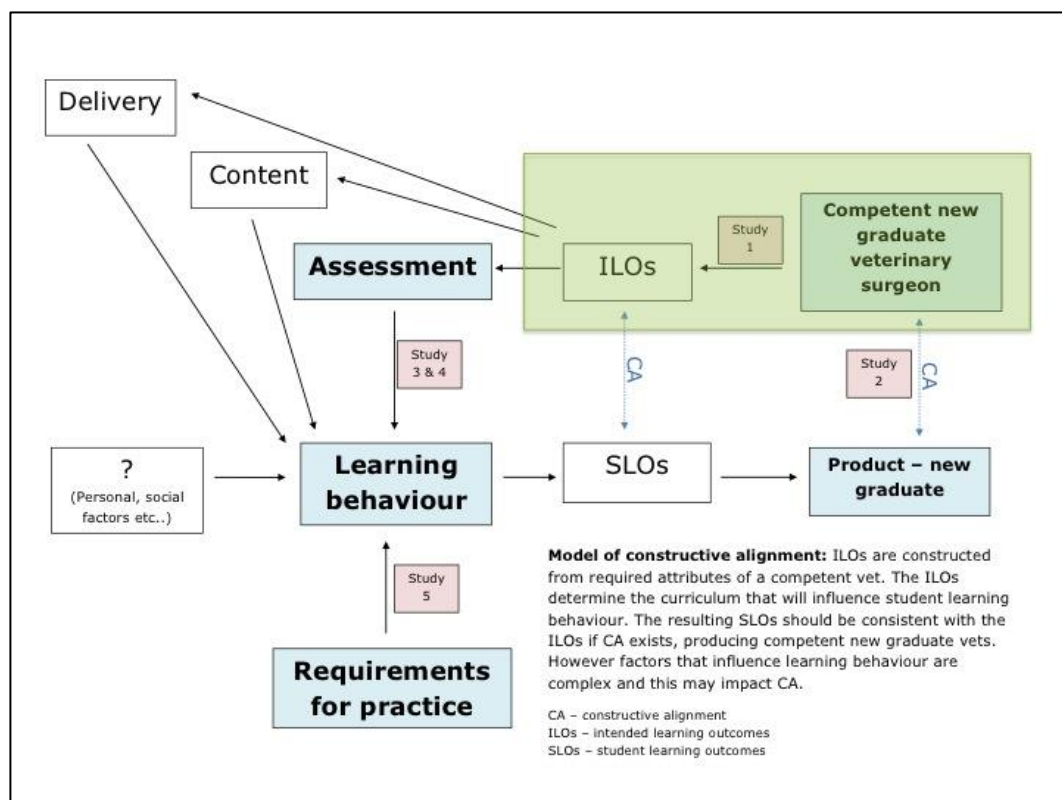 Delivery
Content
Competent new
graduate
veterinary
surgeon
Study
1
ILOs
Assessment
Study
3 & 4
CA
Study
2
CA
?
(Personal, social
factors etc..)
Learning
behaviour
SLOs
Product – new
graduate
Study
5
Requirements
for practice
Model of constructive alignment: ILOs are constructed
from required attributes of a competent vet. The ILOs
determine the curriculum that will influence student learning
behaviour. The resulting SLOs should be consistent with the
ILOs if CA exists, producing competent new graduate vets.
However factors that influence learning behaviour are
complex and this may impact CA.
CA – constructive alignment
ILOs – intended learning outcomes
SLOs – student learning outcomes